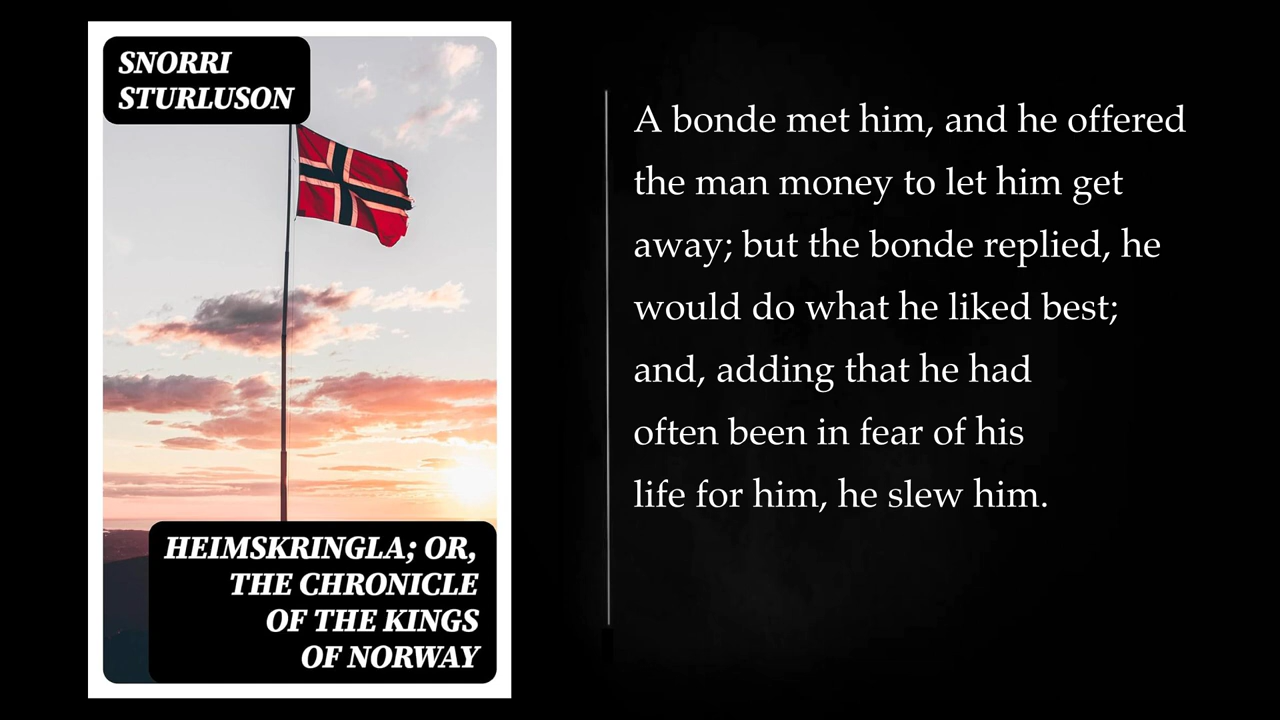 SNORRI
STURLUSON
HEIMSKRINGLA; OR,
THE CHRONICLE
OF THE KINGS
OF NORWAY
A bonde met him, and he offered
the man money to let him get
away; but the bonde replied, he
would do what he liked best;
and, adding that he had
often been in fear of his
life for him, he slew him.